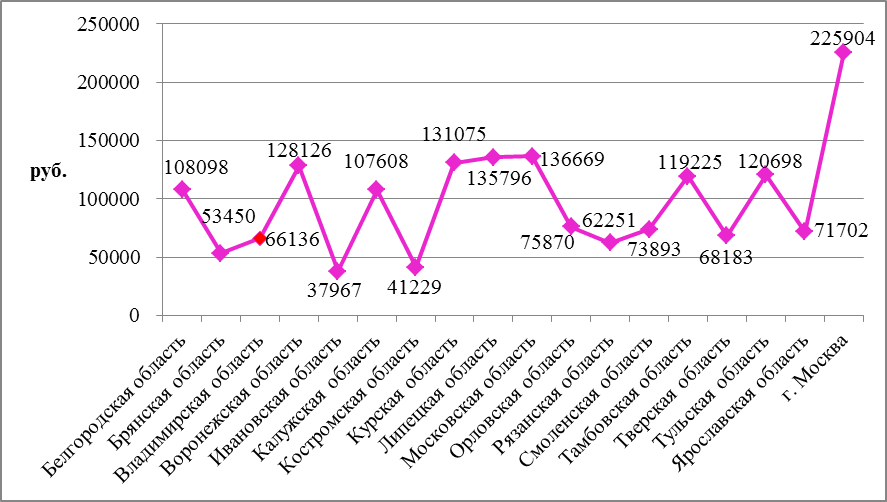 250000
200000
150000
100000
50000
0
руб.
108098
53450
66136
128126
37967
107608
41229
131075
135796
136669
75870
62251
73893
119225
68183
120698
71702
225904
Белгородская область
Брянская область
Владимирская область
Воронежская область
Ивановская область
Калужская область
Костромская область
Курская область
Липецкая область
Московская область
Орловская область
Рязанская область
Смоленская область
Тамбовская область
Тверская область
Тульская область
Ярославская область
г. Москва